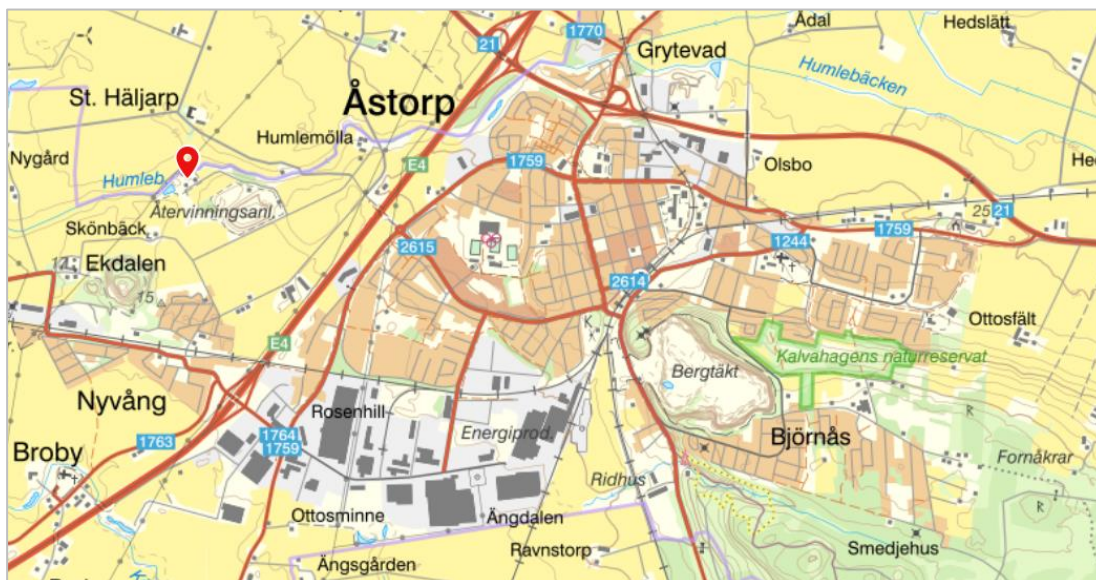 1770
Ådal
Hedslätt
21
Grytevad
Humlebäcken
St. Häljarp
Åstorp
Humlemölla
Nygård
E4
1759
Olsbo
Humleb.
Återvinningsanl.
25
21
Skönbäck
2615
1244
1759
Ekdalen
17
15
2614
Ottosfält
K
E4
Bergtäkt
Kalvahagens naturreservat
Nyvång
Rosenhill
R
1763
1764
1759
Energiprod.
Björnås
Broby
Fornåkrar
Ridhus
R
Ottosminne
Ängdalen
Ravnstorp
Smedjehus
Ängsgården